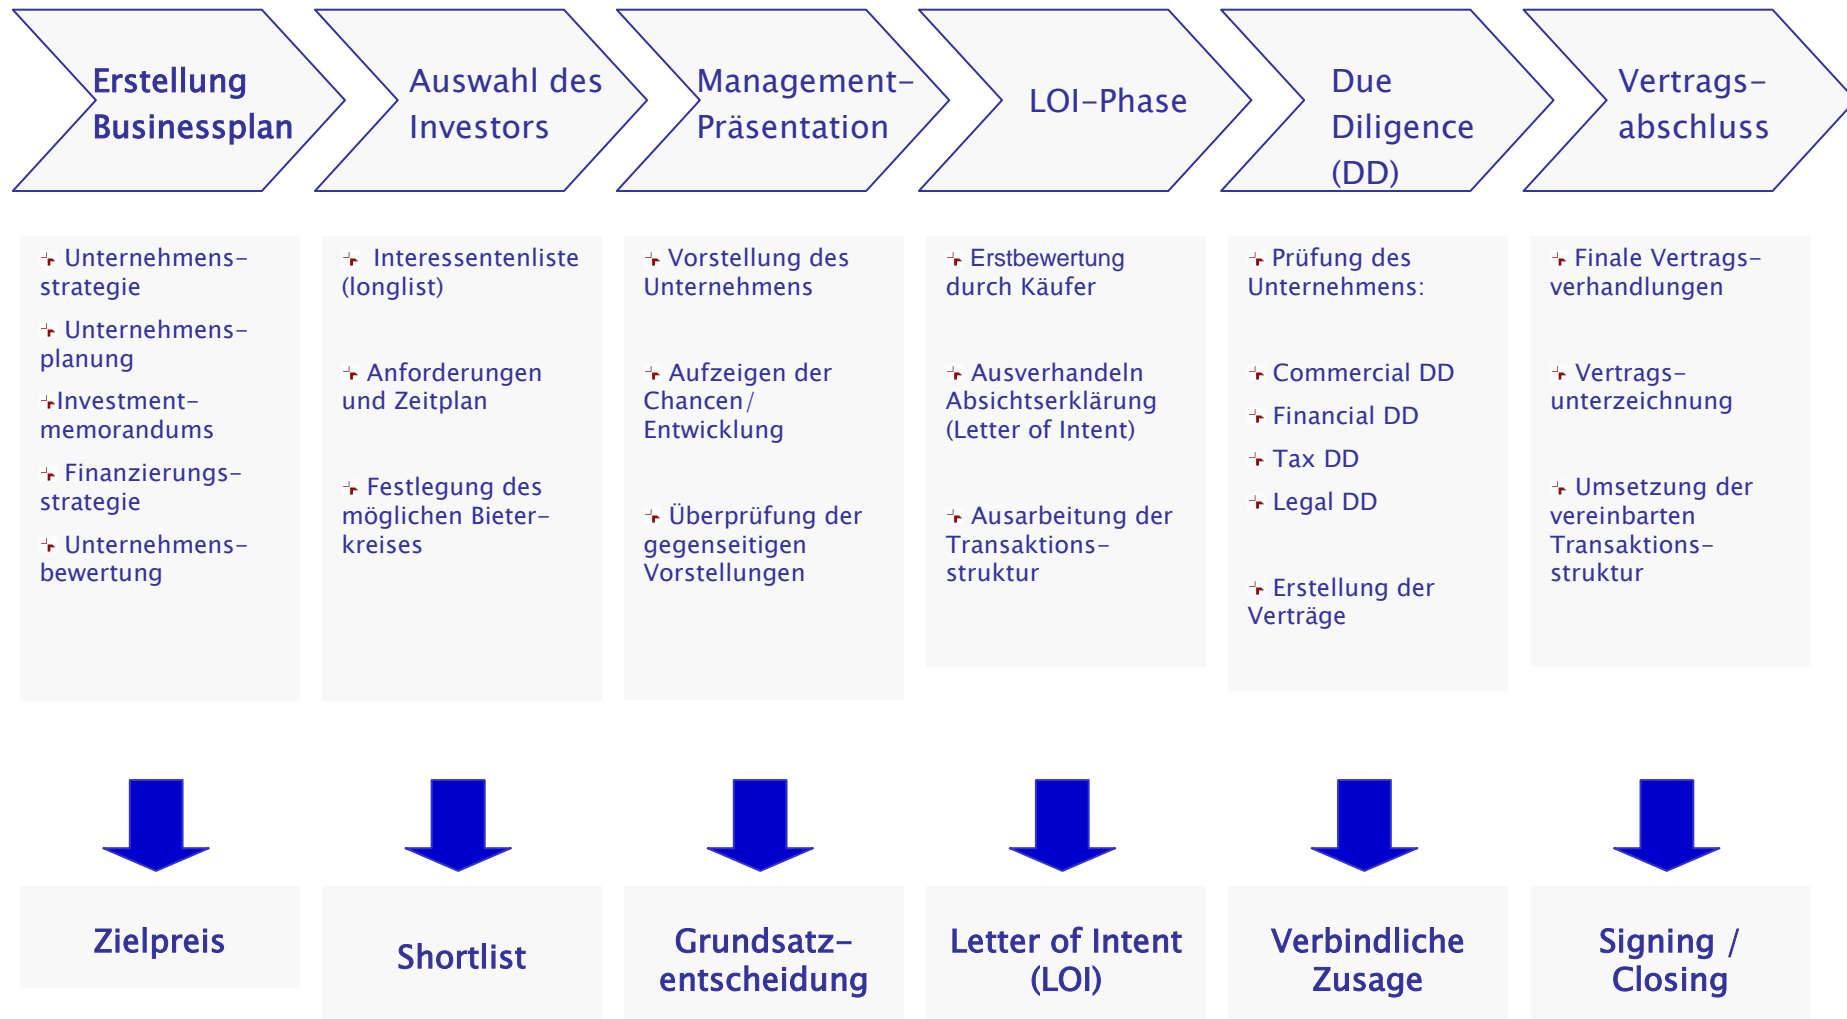 Erstellung
Businessplan
Auswahl des
Investors
Management-
Präsentation
LOI-Phase
Due
Diligence
(DD)
Vertrags-
abschluss
Unternehmens-
strategie
Unternehmens-
planung
Investment-
memorandums
Finanzierungs-
strategie
Unternehmens-
bewertung
Interessentenliste
(longlist)
Anforderungen
und Zeitplan
Festlegung des
möglichen Bieter-
kreises
Vorstellung des
Unternehmens
Aufzeigen der
Chancen/
Entwicklung
Überprüfung der
gegenseitigen
Vorstellungen
Erstbewertung
durch Käufer
Ausverhandeln
Absichtserklärung
(Letter of Intent)
Ausarbeitung der
Transaktions-
struktur
Prüfung des
Unternehmens:
Commercial DD
Financial DD
Tax DD
Legal DD
Erstellung der
Verträge
Finale Vertrags-
verhandlungen
Vertrags-
unterzeichnung
Umsetzung der
vereinbarten
Transaktions-
struktur
Zielpreis
Shortlist
Grundsatz-
entscheidung
Letter of Intent
(LOI)
Verbindliche
Zusage
Signing /
Closing